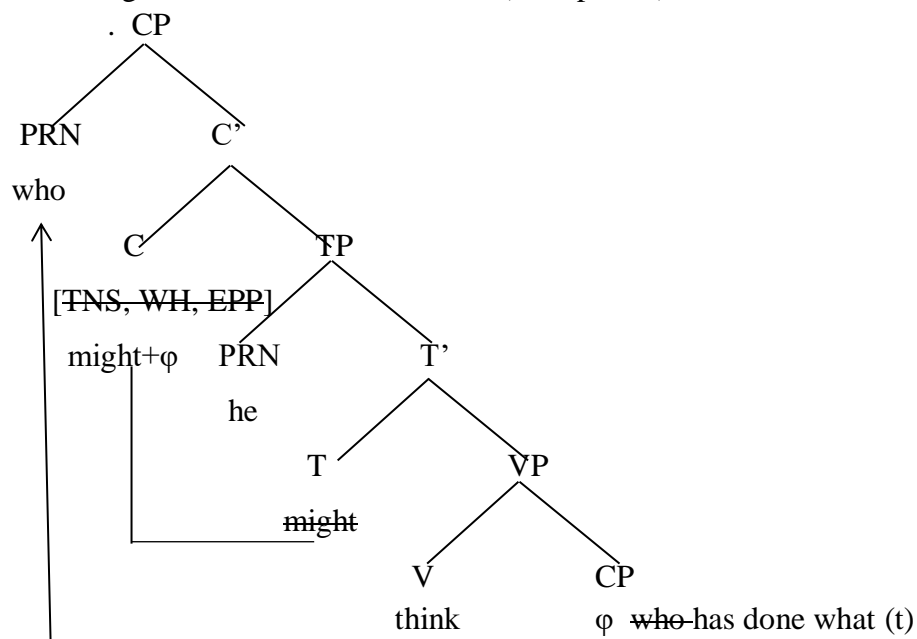 . CP
PRN C’
who
C TP
[TNS, WH, EPP]
might+φ PRN T’
he
T VP
might
V CP
think φ who has done what (t)